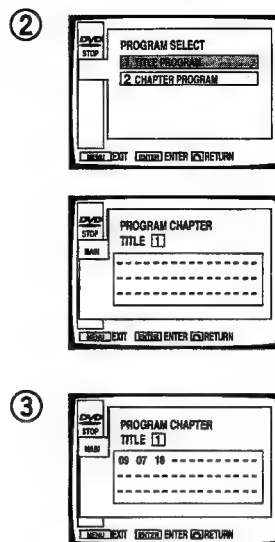 ②
DVD
STOP
PROGRAM SELECT
1 TITLE PROGRAM
2 CHAPTER PROGRAM
MENU EXIT ENTER ENTER RETURN
DVD
STOP
MAIN
PROGRAM CHAPTER
TITLE 1
-- -- -- -- -- -- -- -- -- --
-- -- -- -- -- -- -- -- -- --
-- -- -- -- -- -- -- -- -- --
MENU EXIT ENTER ENTER RETURN
③
DVD
STOP
MAIN
PROGRAM CHAPTER
TITLE 1
09 07 18 -- -- -- -- -- -- --
-- -- -- -- -- -- -- -- -- --
-- -- -- -- -- -- -- -- -- --
MENU EXIT ENTER ENTER RETURN